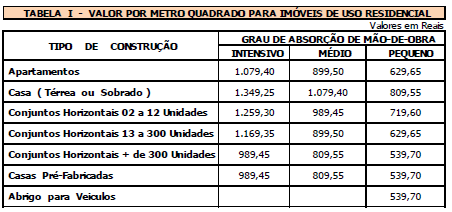 TABELA I - VALOR POR METRO QUADRADO PARA IMÓVEIS DE USO RESIDENCIAL
Valores em Reais
TIPO DE CONSTRUÇÃO GRAU DE ABSORÇÃO DE MÃO-DE-OBRA
INTENSIVO MÉDIO PEQUENO
Apartamentos 1.079,40 899,50 629,65
Casa ( Térrea ou Sobrado ) 1.349,25 1.079,40 809,55
Conjuntos Horizontais 02 a 12 Unidades 1.259,30 989,45 719,60
Conjuntos Horizontais 13 a 300 Unidades 1.169,35 899,50 629,65
Conjuntos Horizontais + de 300 Unidades 989,45 809,55 539,70
Casas Pré-Fabricadas 989,45 809,55 539,70
Abrigo para Veiculos 539,70